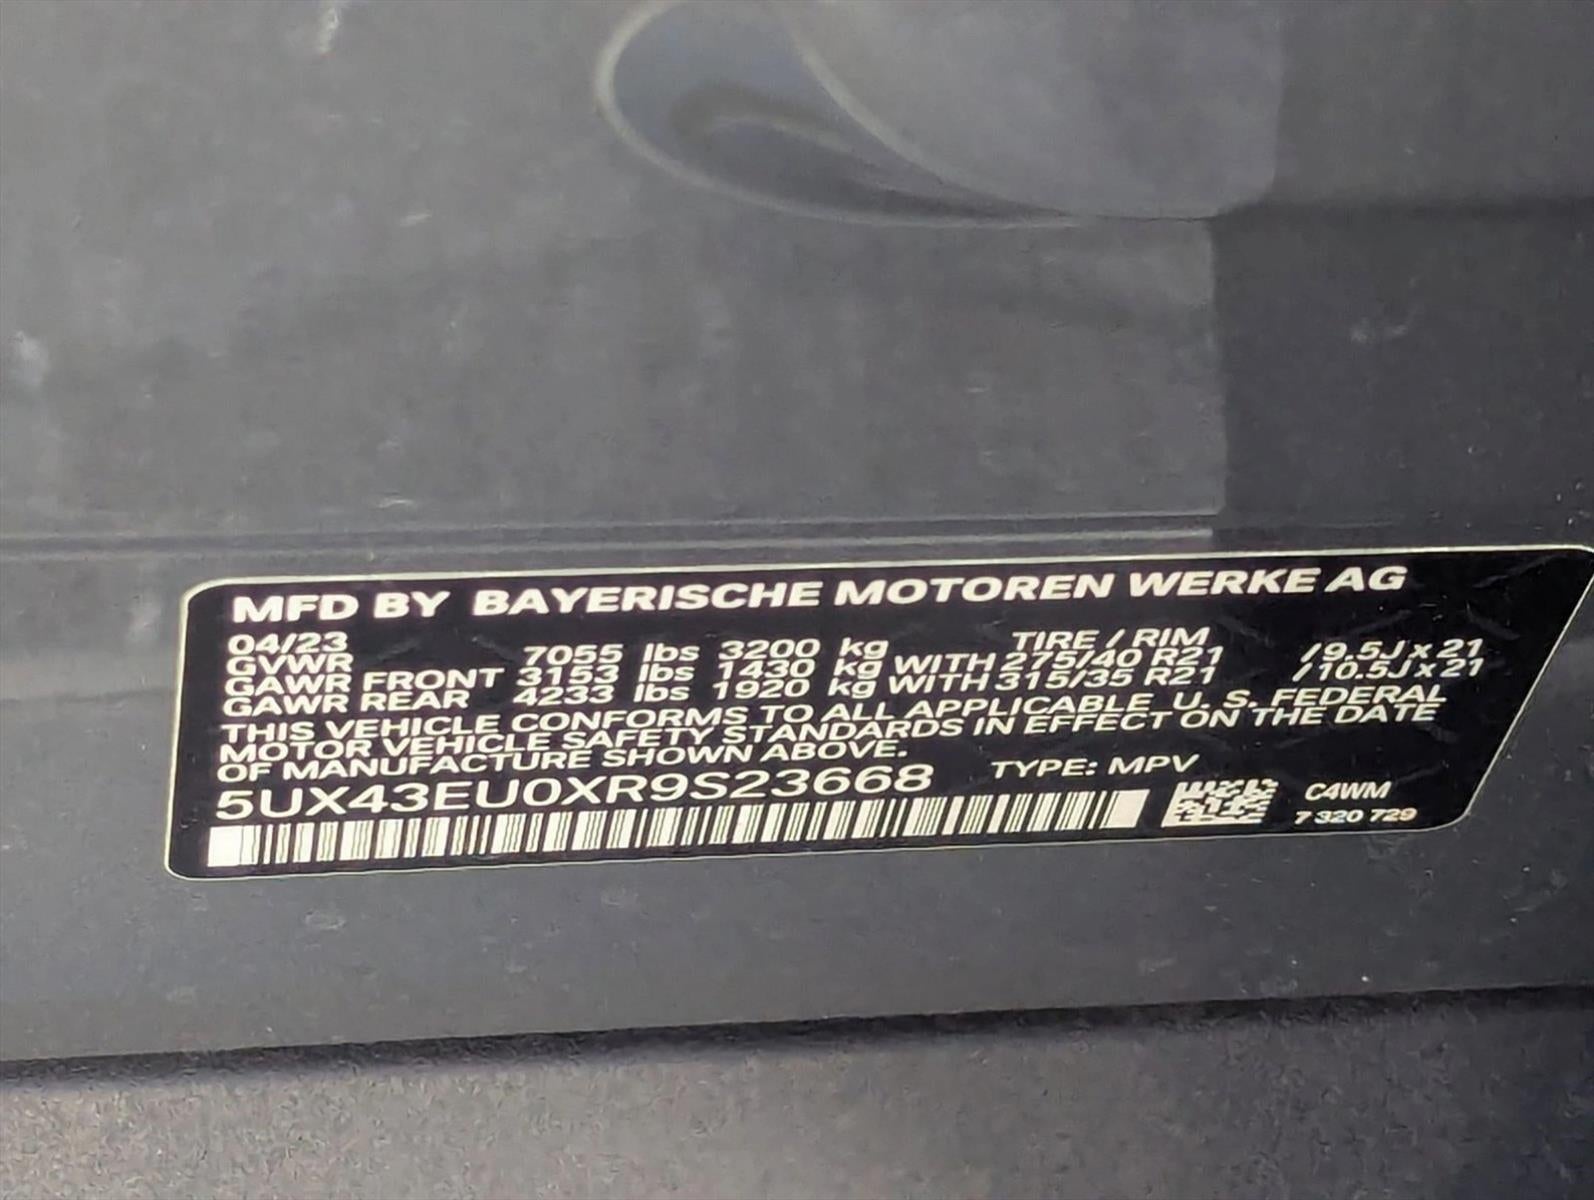 MFD BY BAYERISCHE MOTOREN WERKE AG
04/23 TIRE / RIM
GVWR 7055 lbs 3200 kg
GAWR FRONT 3153 lbs 1430 kg WITH 275/40 R21 /9.5J x 21
GAWR REAR 4233 lbs 1920 kg WITH 315/35 R21 /10.5J x 21
THIS VEHICLE CONFORMS TO ALL APPLICABLE U. S. FEDERAL
MOTOR VEHICLE SAFETY STANDARDS IN EFFECT ON THE DATE
OF MANUFACTURE SHOWN ABOVE.
5UX43EU0XR9S23668 TYPE: MPV
C4WM
7 320 729